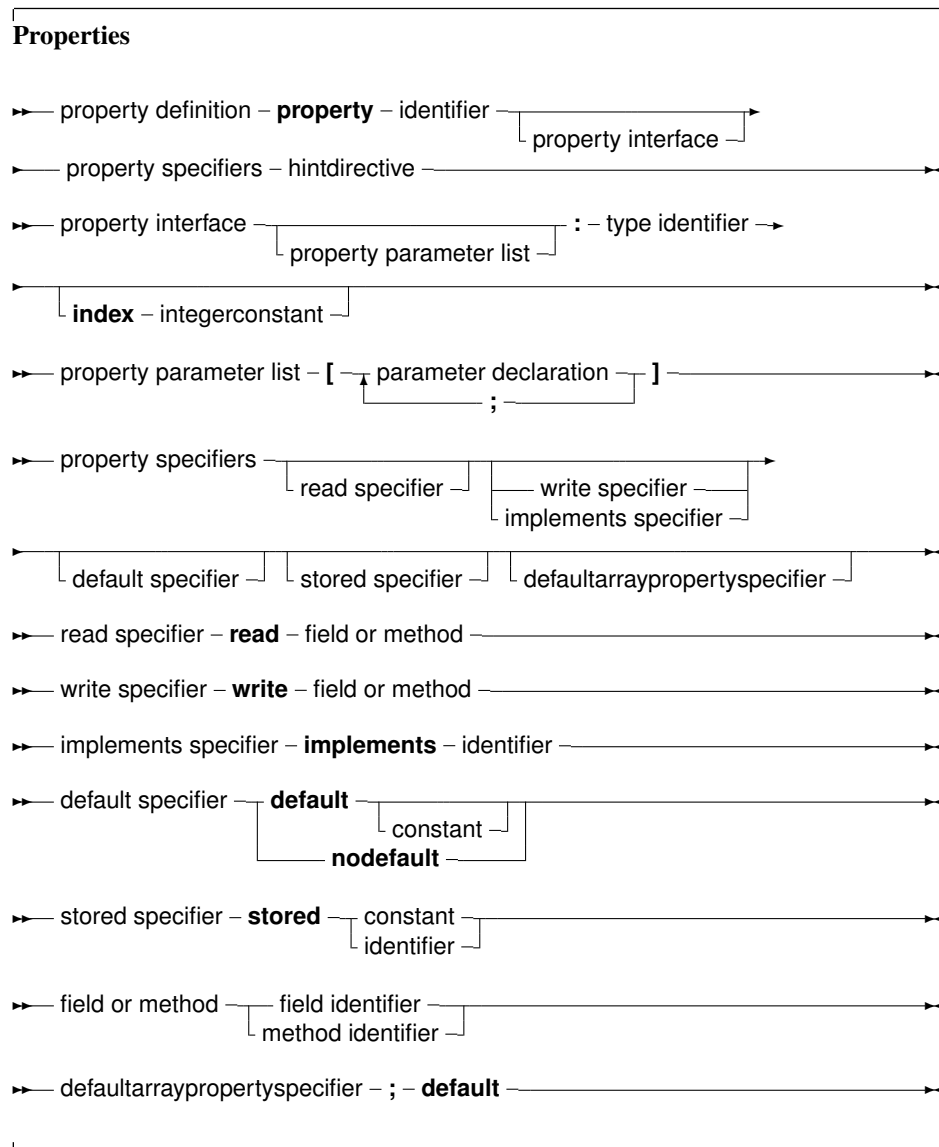 Properties
property definition – property – identifier
property interface
property specifiers – hintdirective
property interface : – type identifier
property parameter list
index – integerconstant
property parameter list – [ parameter declaration ]
;
property specifiers
read specifier write specifier
implements specifier
default specifier stored specifier defaultarraypropertyspecifier
read specifier – read – field or method
write specifier – write – field or method
implements specifier – implements – identifier
default specifier default
constant
nodefault
stored specifier – stored constant
identifier
field or method field identifier
method identifier
defaultarraypropertyspecifier – ; – default